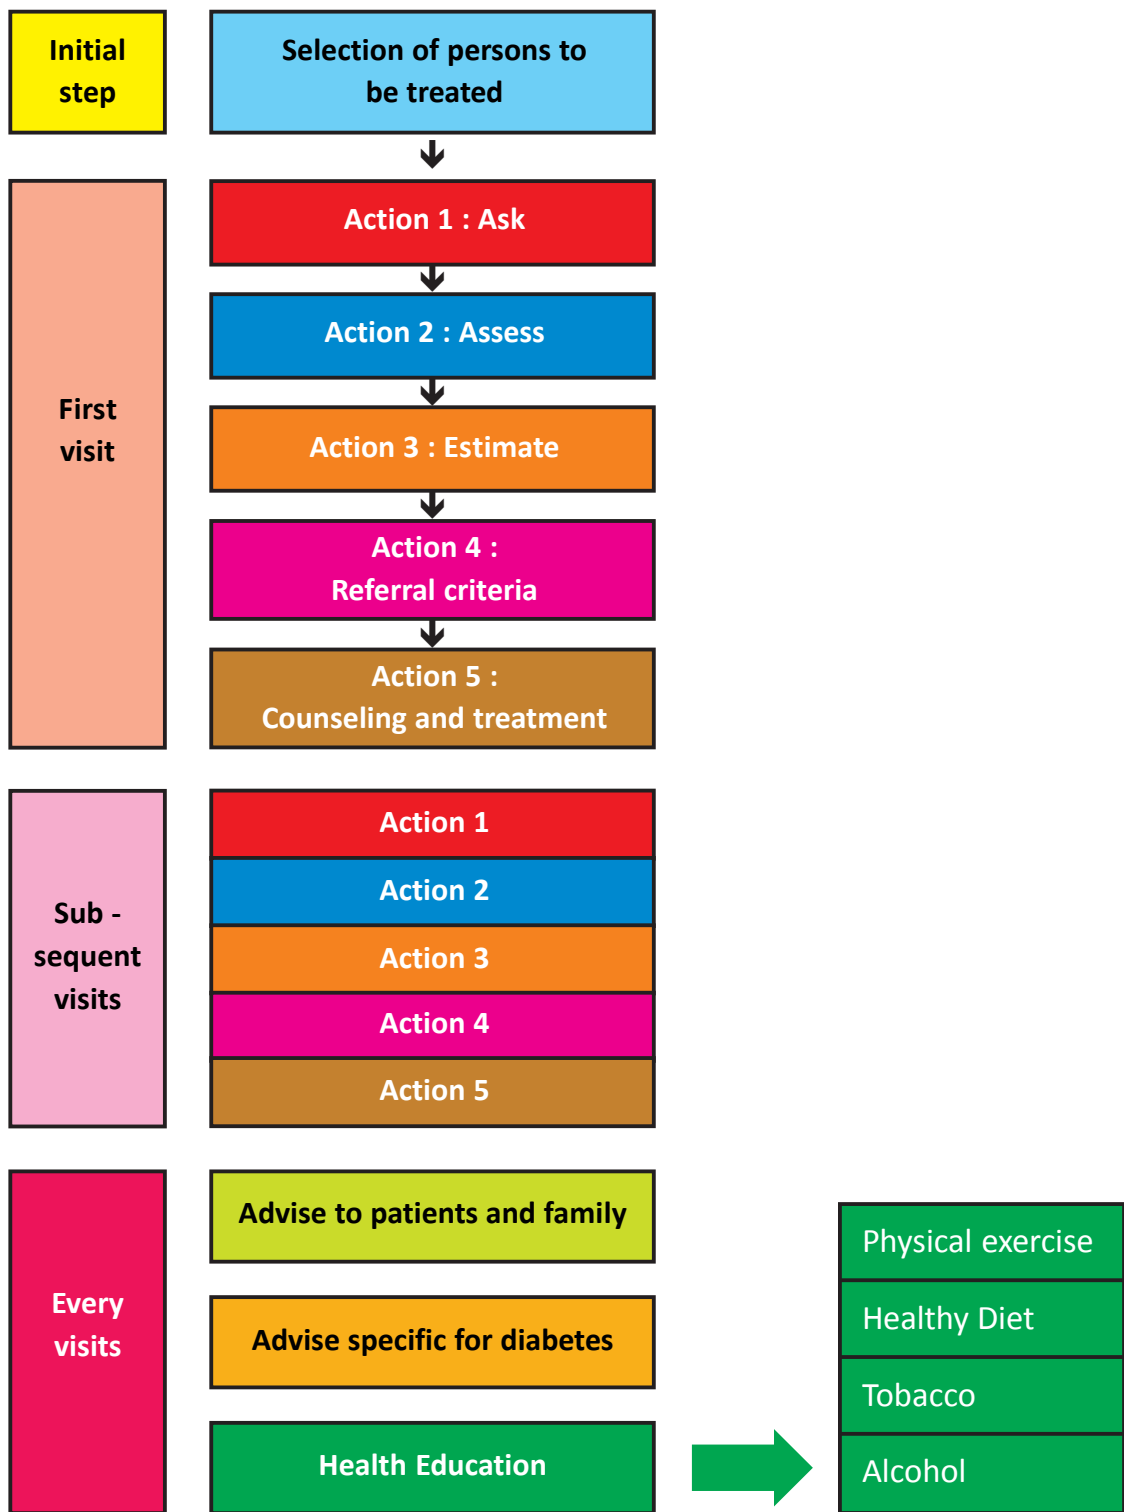 Initial
step
Selection of persons to
be treated
First
visit
Action 1 : Ask
Action 2 : Assess
Action 3 : Estimate
Action 4 :
Referral criteria
Action 5 :
Counseling and treatment
Sub -
sequent
visits
Action 1
Action 2
Action 3
Action 4
Action 5
Every
visits
Advise to patients and family
Advise specific for diabetes
Health Education
Physical exercise
Healthy Diet
Tobacco
Alcohol